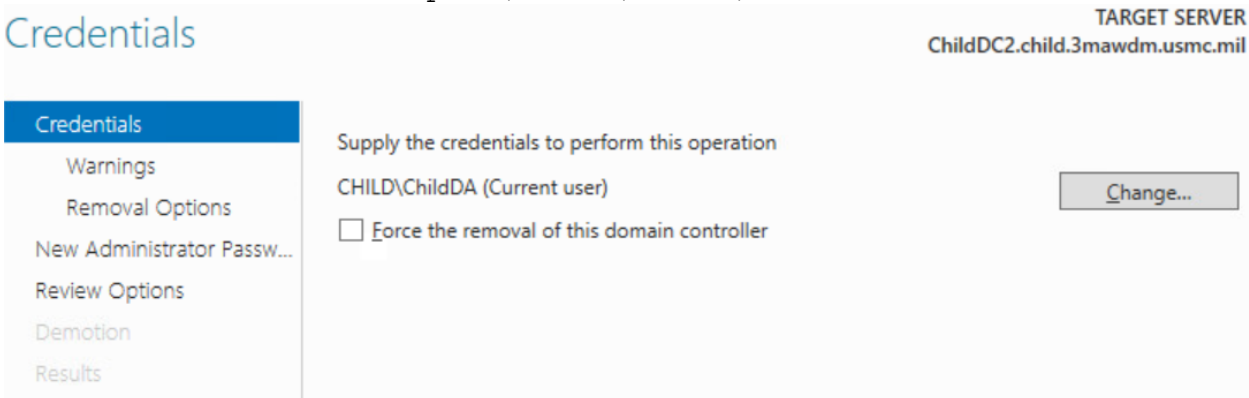 Credentials
TARGET SERVER
ChildDC2.child.3mawdm.usmc.mil
Credentials
Warnings
Removal Options
New Administrator Passw...
Review Options
Demotion
Results
Supply the credentials to perform this operation
CHILD\ChildDA (Current user)
Change...
Force the removal of this domain controller